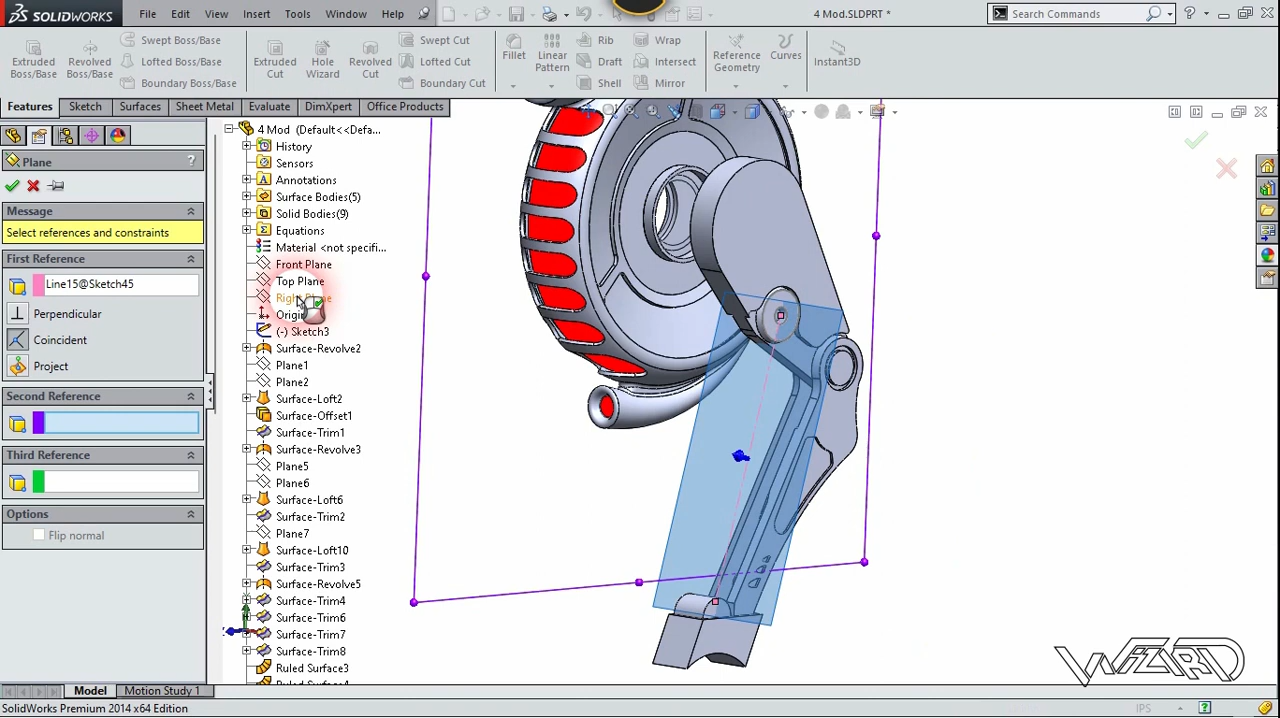 SOLIDWORKS
File
Edit
View
Insert
Tools
Window
Help
4 Mod.SLDPRT *
Search Commands
Extruded Boss/Base
Revolved Boss/Base
Swept Boss/Base
Lofted Boss/Base
Boundary Boss/Base
Extruded Cut
Hole Wizard
Revolved Cut
Swept Cut
Lofted Cut
Boundary Cut
Fillet
Linear Pattern
Rib
Draft
Shell
Wrap
Intersect
Mirror
Reference Geometry
Curves
Instant3D
Features
Sketch
Surfaces
Sheet Metal
Evaluate
DimXpert
Office Products
Plane
?
Message
Select references and constraints
First Reference
Line15@Sketch45
Perpendicular
Coincident
Project
Second Reference
Third Reference
Options
Flip normal
4 Mod (Default<<Defa...
History
Sensors
Annotations
Surface Bodies(5)
Solid Bodies(9)
Equations
Material <not specifi...
Front Plane
Top Plane
Right Plane
Origin
(-) Sketch3
Surface-Revolve2
Plane1
Plane2
Surface-Loft2
Surface-Offset1
Surface-Trim1
Surface-Revolve3
Plane5
Plane6
Surface-Loft6
Surface-Trim2
Plane7
Surface-Loft10
Surface-Trim3
Surface-Revolve5
Surface-Trim4
Surface-Trim6
Surface-Trim7
Surface-Trim8
Ruled Surface3
WIZARD
Model
Motion Study 1
SolidWorks Premium 2014 x64 Edition
IPS